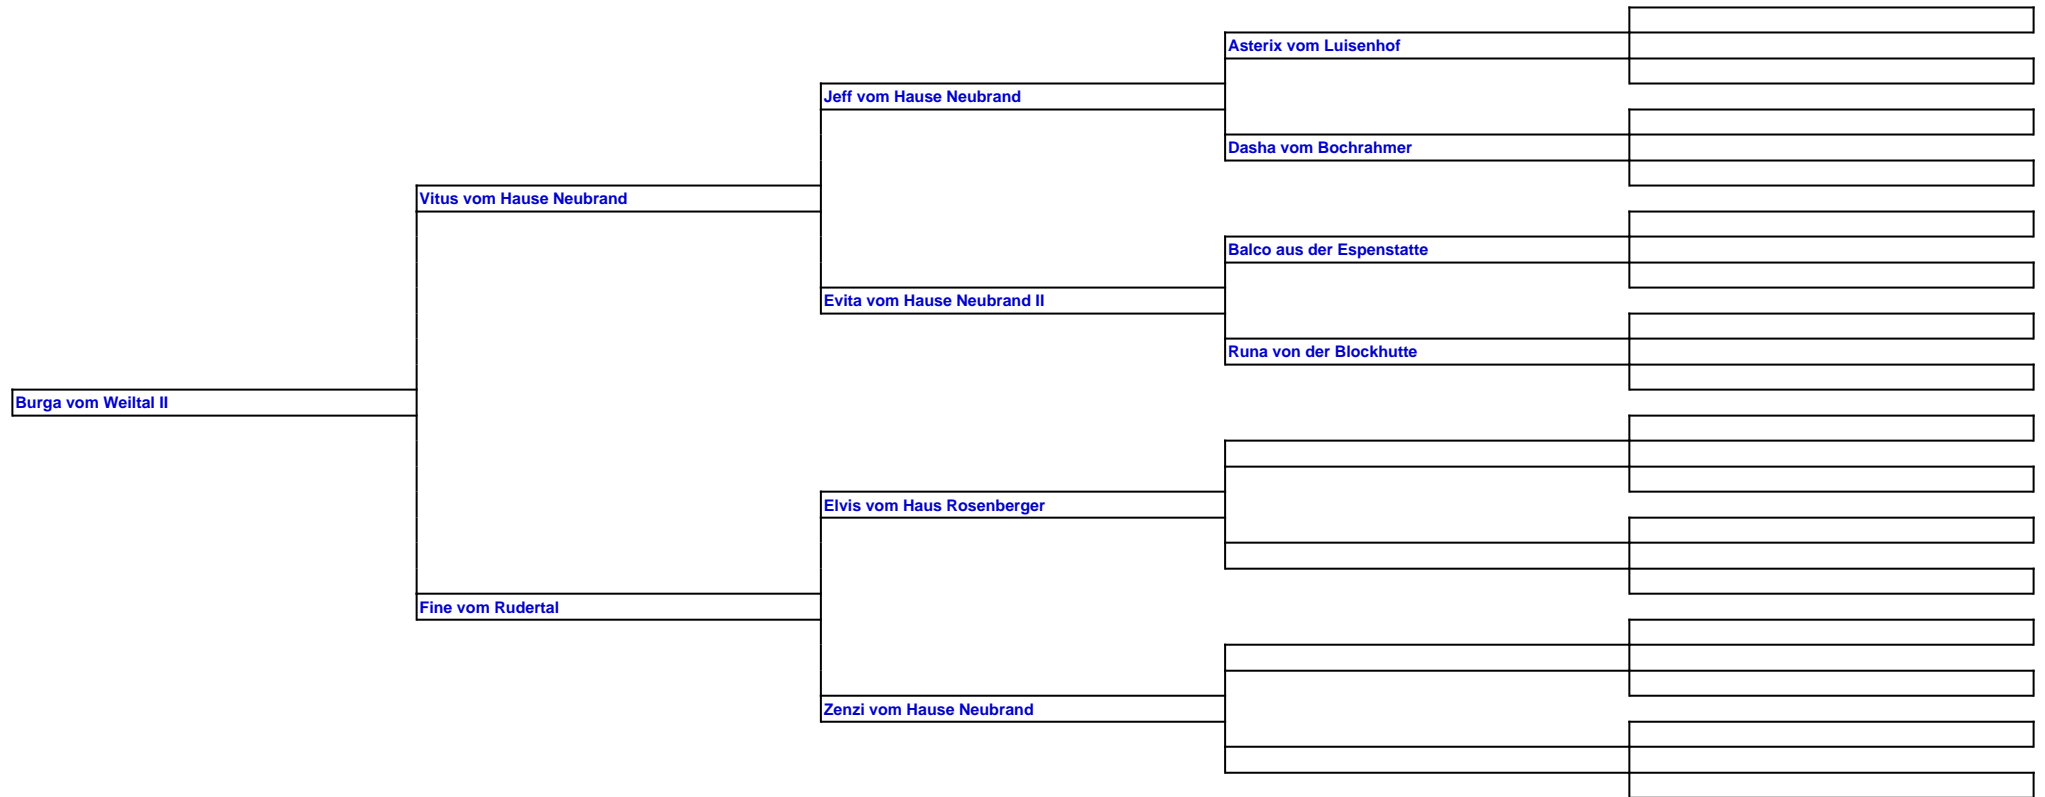 Asterix vom Luisenhof
Jeff vom Hause Neubrand
Dasha vom Bochrahmer
Vitus vom Hause Neubrand
Balco aus der Espenstatte
Evita vom Hause Neubrand II
Runa von der Blockhutte
Burga vom Weiltal II
Elvis vom Haus Rosenberger
Fine vom Rudertal
Zenzi vom Hause Neubrand